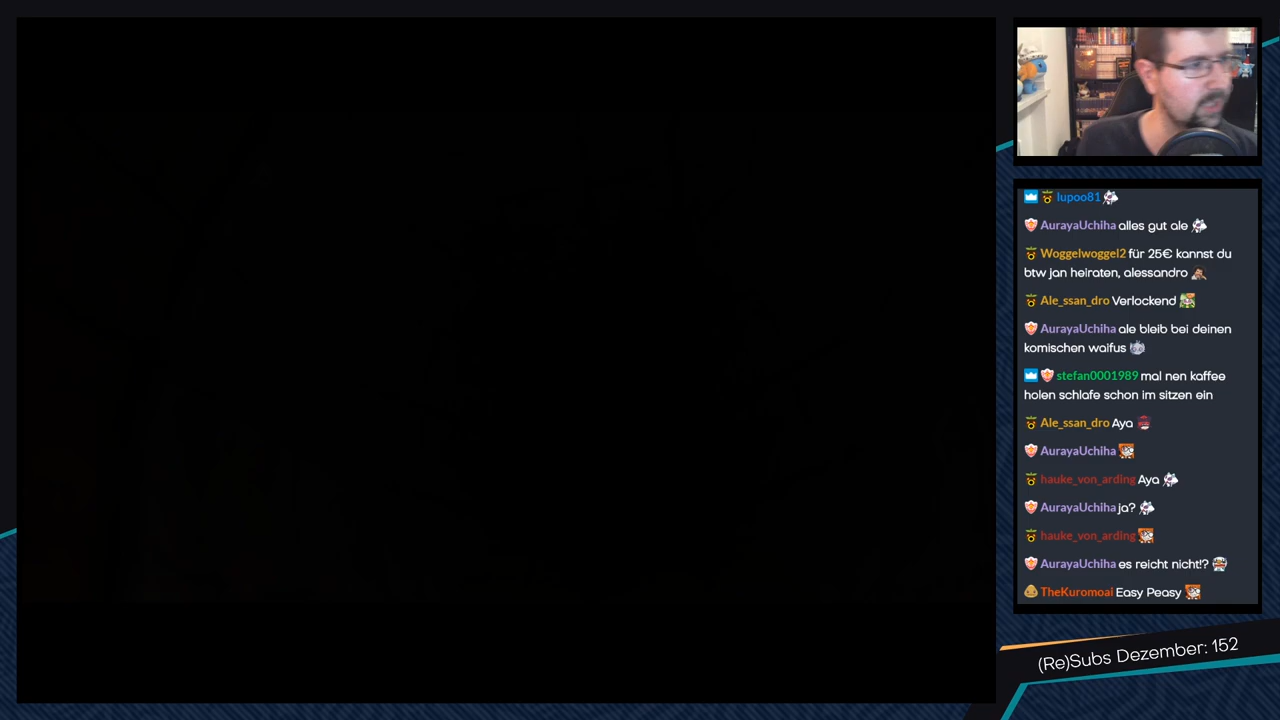 lupoo81
AurayaUchiha alles gut ale
Woggelwoggel2 für 25€ kannst du
btw jan heiraten, alessandro
Ale_ssan_dro Verlockend
AurayaUchiha ale bleib bei deinen
komischen waifus
stefan0001989 mal nen kaffee
holen schlafe schon im sitzen ein
Ale_ssan_dro Aya
AurayaUchiha
hauke_von_arding Aya
AurayaUchiha ja?
hauke_von_arding
AurayaUchiha es reicht nicht!?
TheKuromoai Easy Peasy
(Re)Subs Dezember: 152